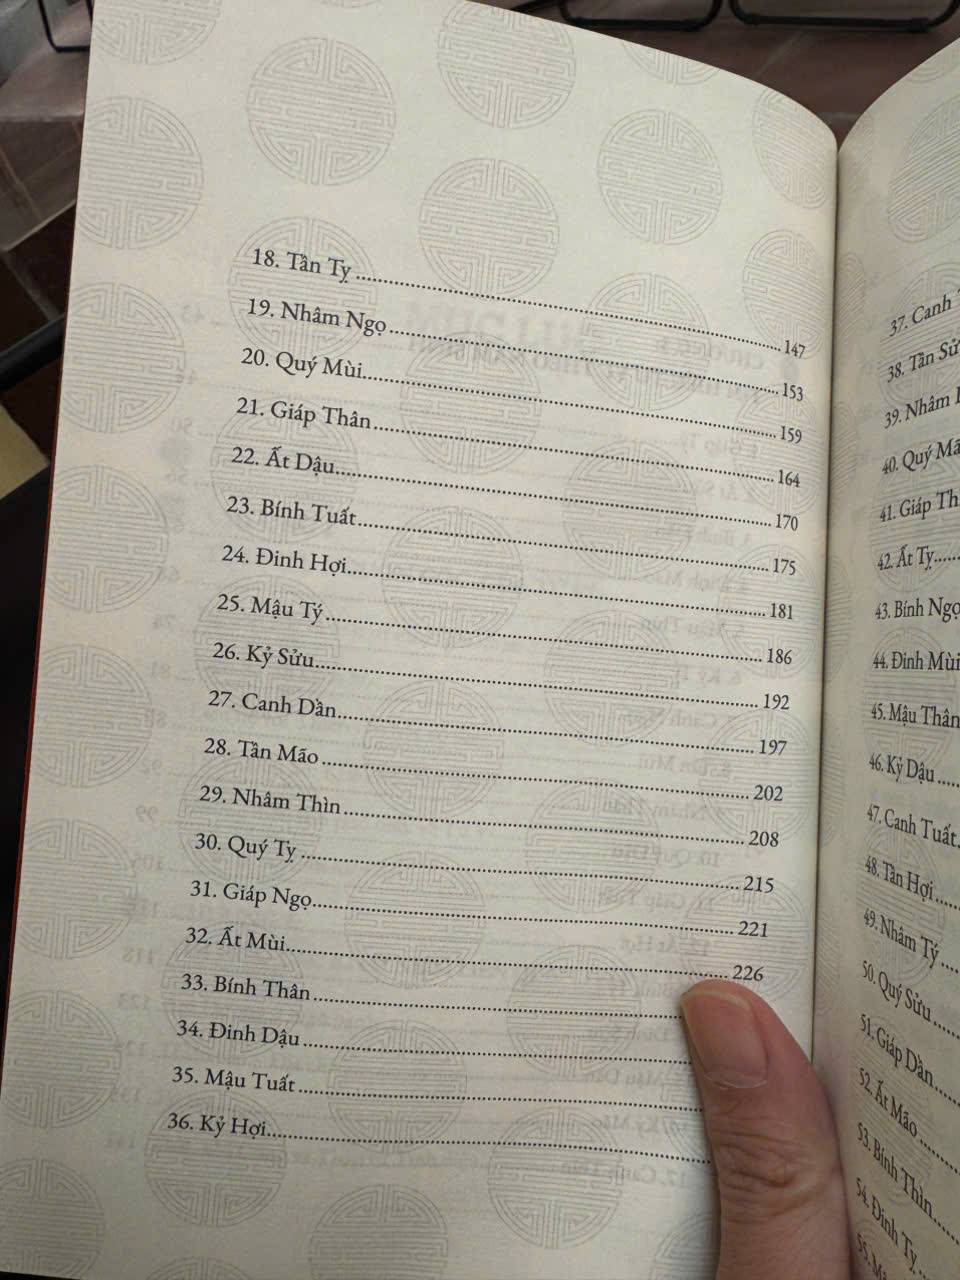 18. Tân Tỵ ........ 147
19. Nhâm Ngọ ........ 153
20. Quý Mùi ........ 159
21. Giáp Thân ........ 164
22. Ất Dậu ........ 170
23. Bính Tuất ........ 175
24. Đinh Hợi ........ 181
25. Mậu Tý ........ 186
26. Kỷ Sửu ........ 192
27. Canh Dần ........ 197
28. Tân Mão ........ 202
29. Nhâm Thìn ........ 208
30. Quý Tỵ ........ 215
31. Giáp Ngọ ........ 221
32. Ất Mùi ........ 226
33. Bính Thân ........
34. Đinh Dậu ........
35. Mậu Tuất ........
36. Kỷ Hợi ........
37. Canh
38. Tân Sửu
39. Nhâm
40. Quý
41. Giáp
42. Ất Tỵ ........
43. Bính Ngọ
44. Đinh Mùi
45. Mậu Thân
46. Kỷ Dậu ........
47. Canh Tuất ........
48. Tân Hợi ........
49. Nhâm Tý ........
50. Quý Sửu ........
51. Giáp Dần ........
52. Ất Mão ........
53. Bính Thìn ........
54. Đinh Tỵ ........
55.